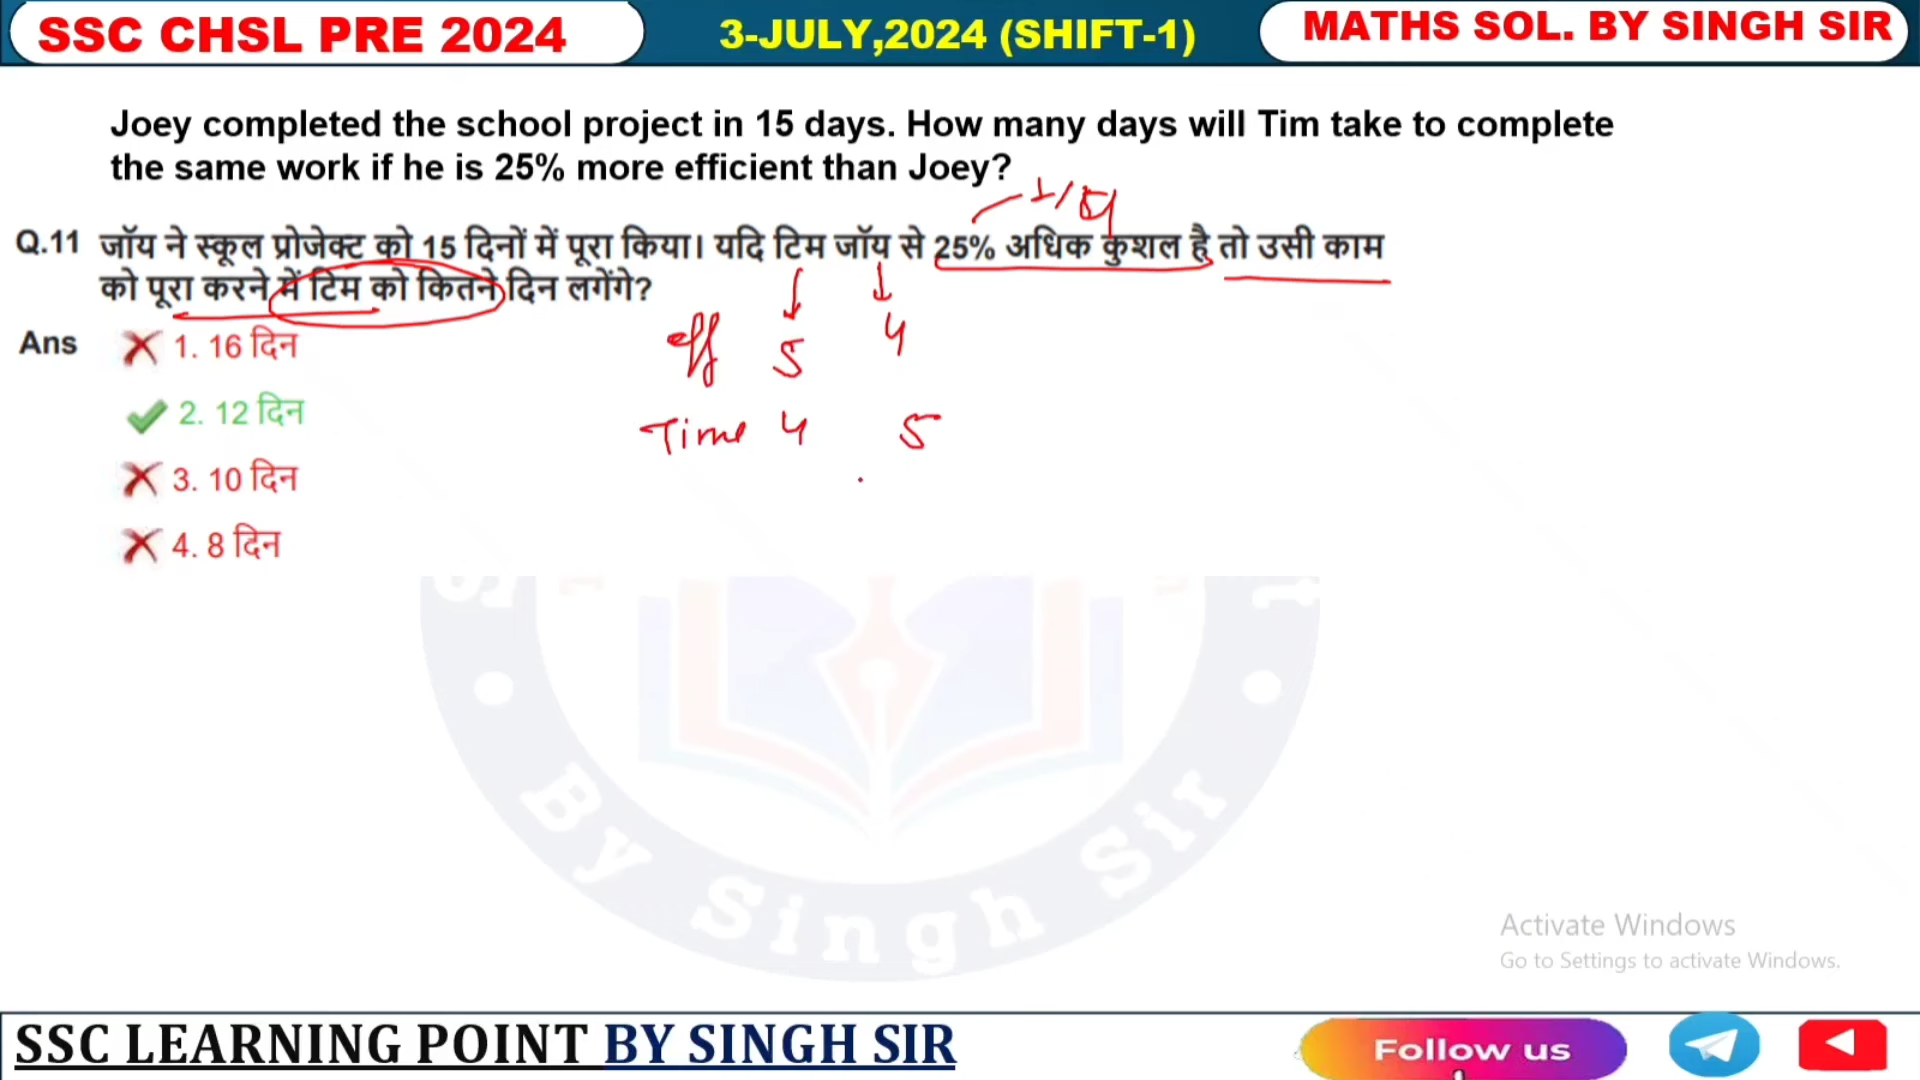 SSC CHSL PRE 2024
3-JULY,2024 (SHIFT-1)
MATHS SOL. BY SINGH SIR
Joey completed the school project in 15 days. How many days will Tim take to complete
the same work if he is 25% more efficient than Joey?
1/4
Q.11 जॉय ने स्कूल प्रोजेक्ट को 15 दिनों में पूरा किया। यदि टिम जॉय से 25% अधिक कुशल है तो उसी काम
को पूरा करने में टिम को कितने दिन लगेंगे?
Ans
1. 16 दिन
2. 12 दिन
3. 10 दिन
4. 8 दिन
eff 5 4
Time 4 5
By Singh Sir
Activate Windows
Go to Settings to activate Windows.
SSC LEARNING POINT BY SINGH SIR
Follow us